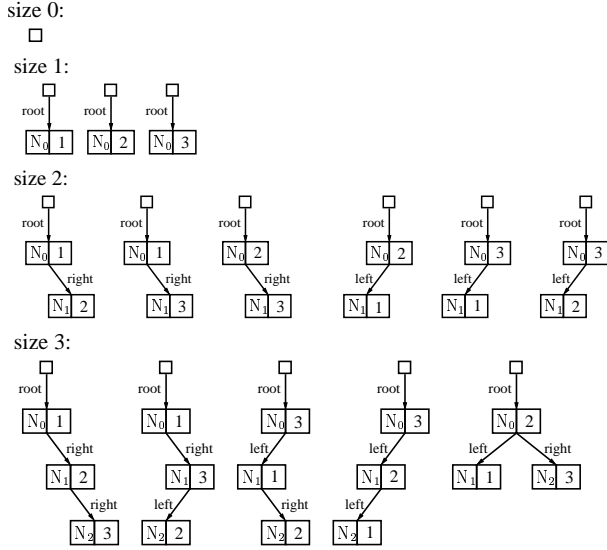 size 0:
size 1:
root root root
N₀ 1 N₀ 2 N₀ 3
size 2:
root root root root root root
N₀ 1 N₀ 1 N₀ 2 N₀ 2 N₀ 3 N₀ 3
right right right left left left
N₁ 2 N₁ 3 N₁ 3 N₁ 1 N₁ 1 N₁ 2
size 3:
root root root root root
N₀ 1 N₀ 1 N₀ 3 N₀ 3 N₀ 2
right right left left left right
N₁ 2 N₁ 3 N₁ 1 N₁ 2 N₁ 1 N₂ 3
right left right left
N₂ 3 N₂ 2 N₂ 2 N₂ 1